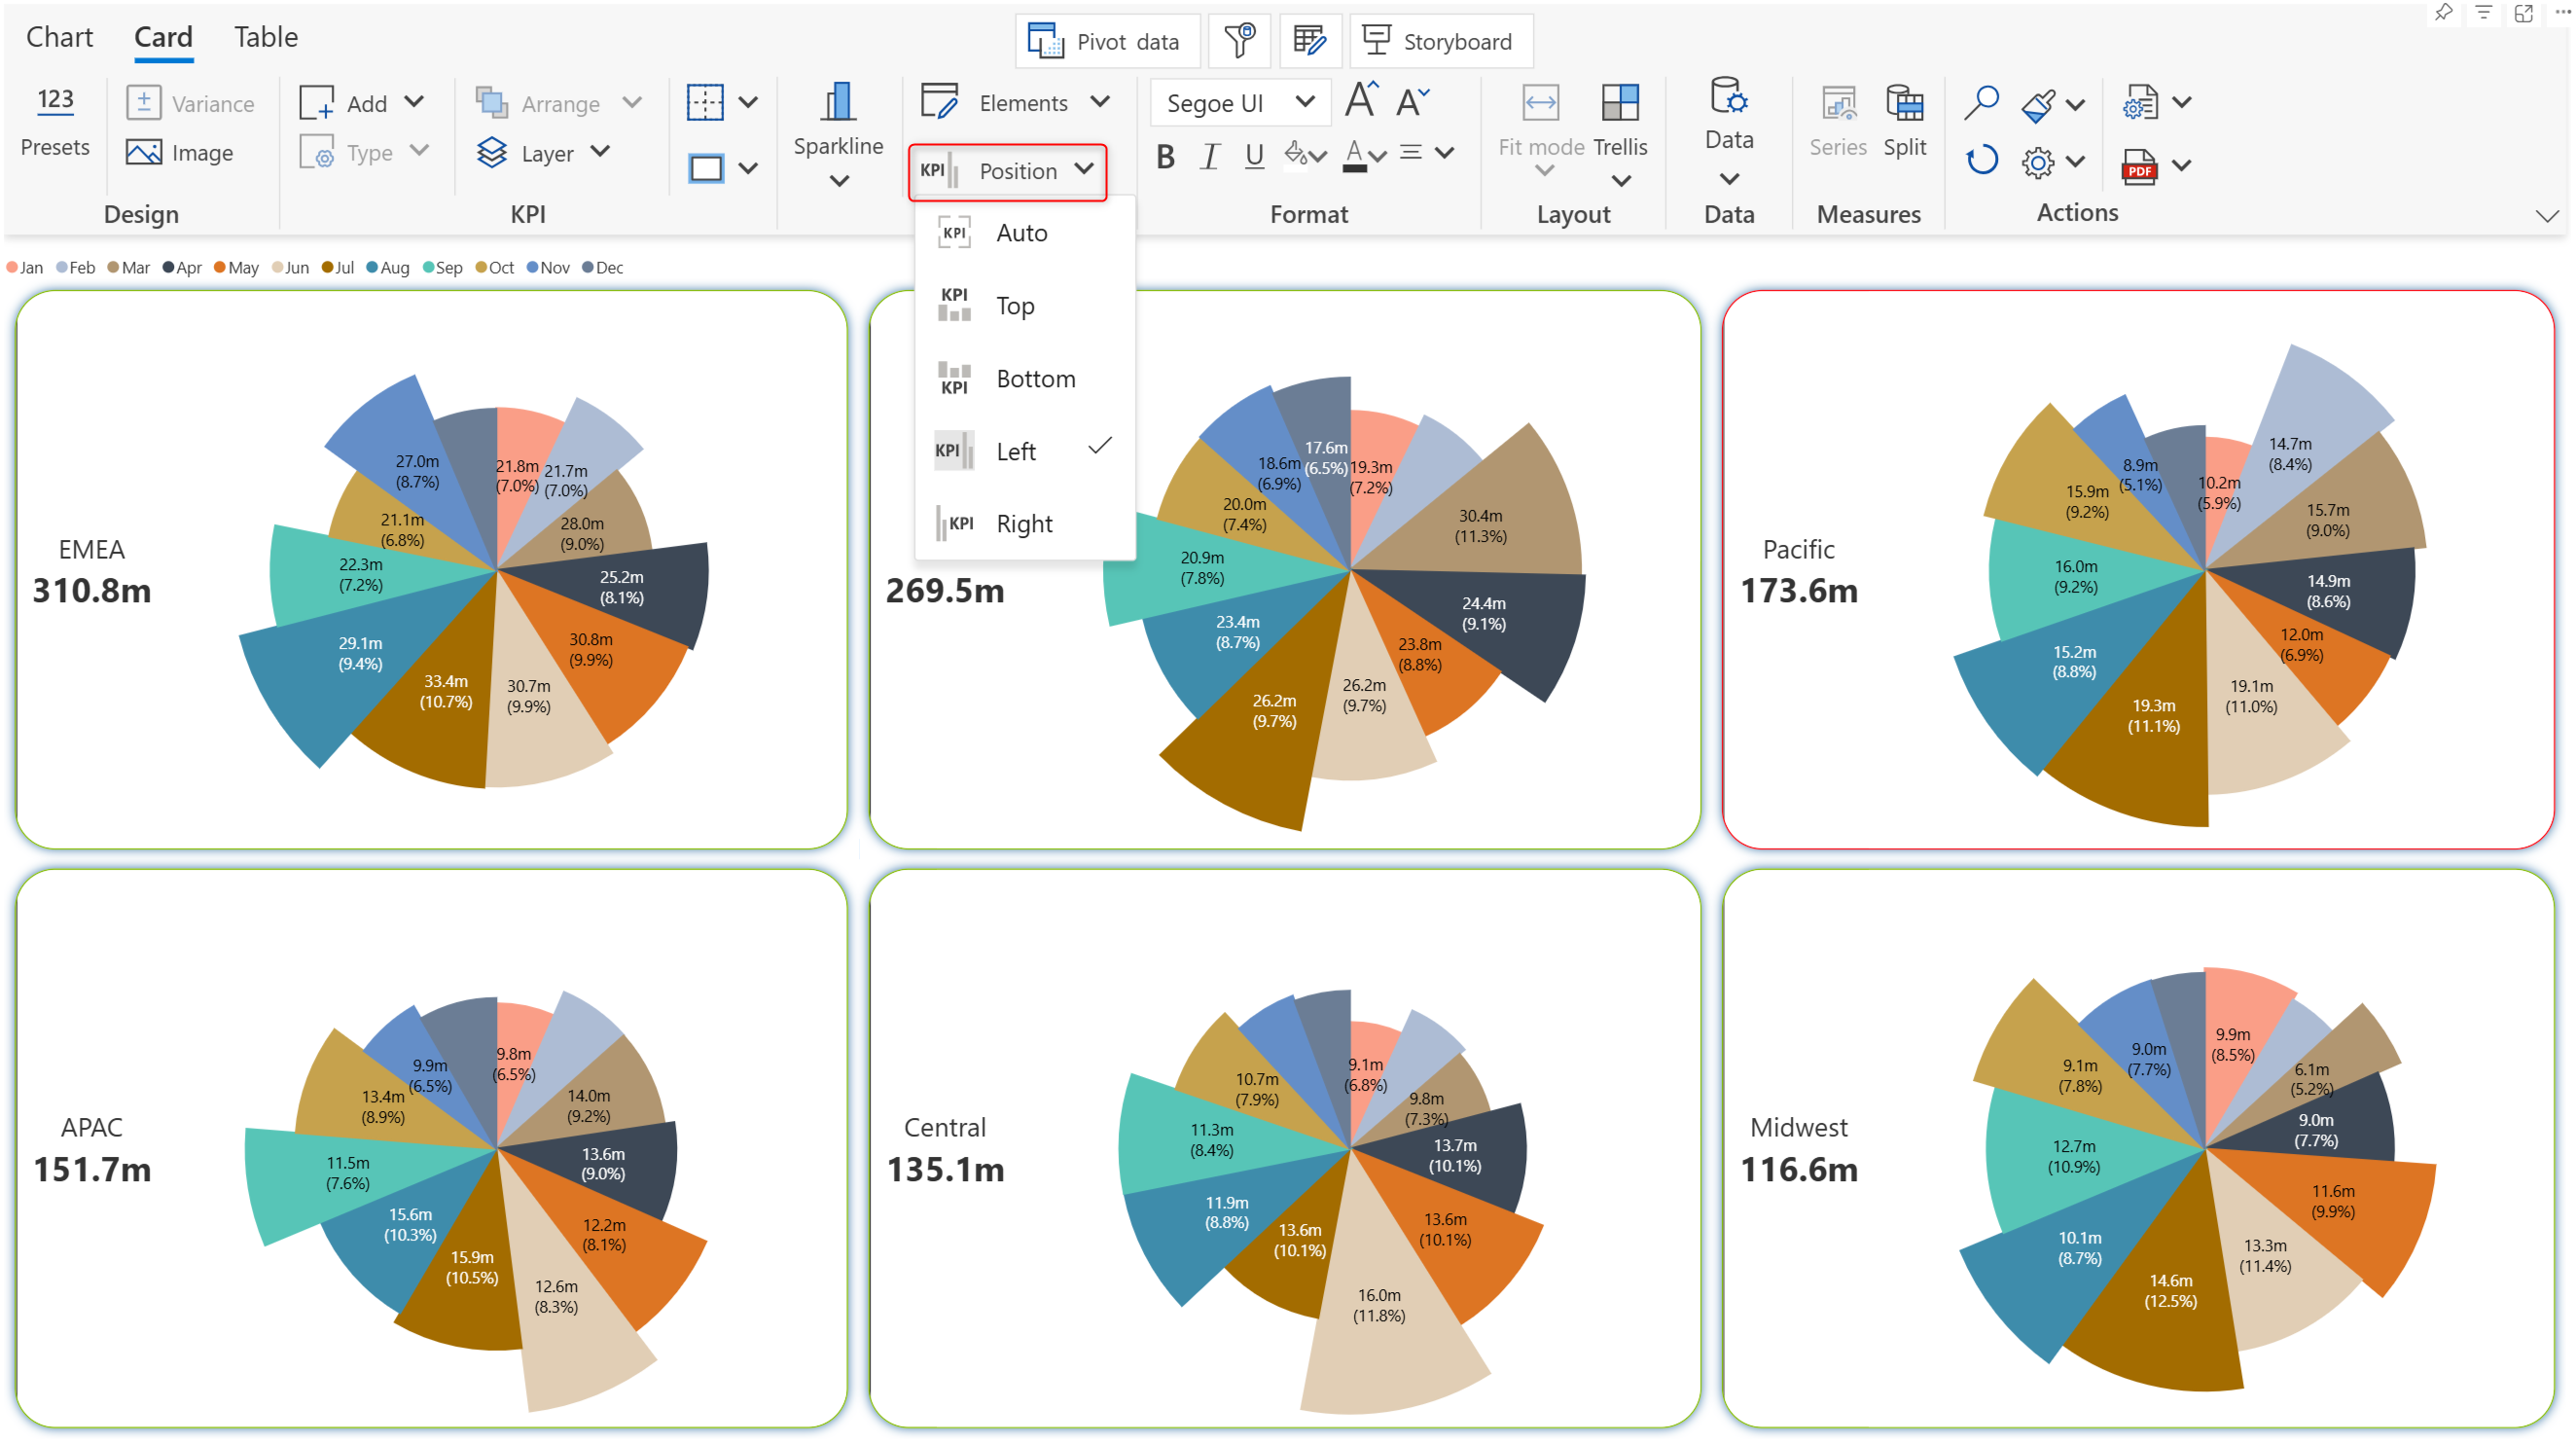 Chart Card Table
Pivot data Storyboard
123 Presets
Variance
Image
Design
Add
Type
Arrange
Layer
KPI
Sparkline
Elements
KPI Position
KPI Auto
KPI Top
KPI Bottom
KPI Left
KPI Right
Segoe UI
A A
B I U A
Format
Fit mode
Trellis
Layout
Data
Data
Series Split
Measures
PDF
Actions
Jan Feb Mar Apr May Jun Jul Aug Sep Oct Nov Dec
EMEA
310.8m
21.8m
(7.0%)
21.7m
(7.0%)
28.0m
(9.0%)
25.2m
(8.1%)
30.8m
(9.9%)
30.7m
(9.9%)
33.4m
(10.7%)
29.1m
(9.4%)
22.3m
(7.2%)
21.1m
(6.8%)
27.0m
(8.7%)
269.5m
19.3m
(7.2%)
30.4m
(11.3%)
24.4m
(9.1%)
23.8m
(8.8%)
26.2m
(9.7%)
26.2m
(9.7%)
23.4m
(8.7%)
20.9m
(7.8%)
20.0m
(7.4%)
18.6m
(6.9%)
17.6m
(6.5%)
Pacific
173.6m
10.2m
(5.9%)
14.7m
(8.4%)
15.7m
(9.0%)
14.9m
(8.6%)
12.0m
(6.9%)
19.1m
(11.0%)
19.3m
(11.1%)
15.2m
(8.8%)
16.0m
(9.2%)
15.9m
(9.2%)
8.9m
(5.1%)
APAC
151.7m
9.8m
(6.5%)
14.0m
(9.2%)
13.6m
(9.0%)
12.2m
(8.1%)
12.6m
(8.3%)
15.9m
(10.5%)
15.6m
(10.3%)
11.5m
(7.6%)
13.4m
(8.9%)
9.9m
(6.5%)
Central
135.1m
9.1m
(6.8%)
9.8m
(7.3%)
13.7m
(10.1%)
13.6m
(10.1%)
16.0m
(11.8%)
13.6m
(10.1%)
11.9m
(8.8%)
11.3m
(8.4%)
10.7m
(7.9%)
Midwest
116.6m
9.9m
(8.5%)
6.1m
(5.2%)
9.0m
(7.7%)
11.6m
(9.9%)
13.3m
(11.4%)
14.6m
(12.5%)
10.1m
(8.7%)
12.7m
(10.9%)
9.1m
(7.8%)
9.0m
(7.7%)